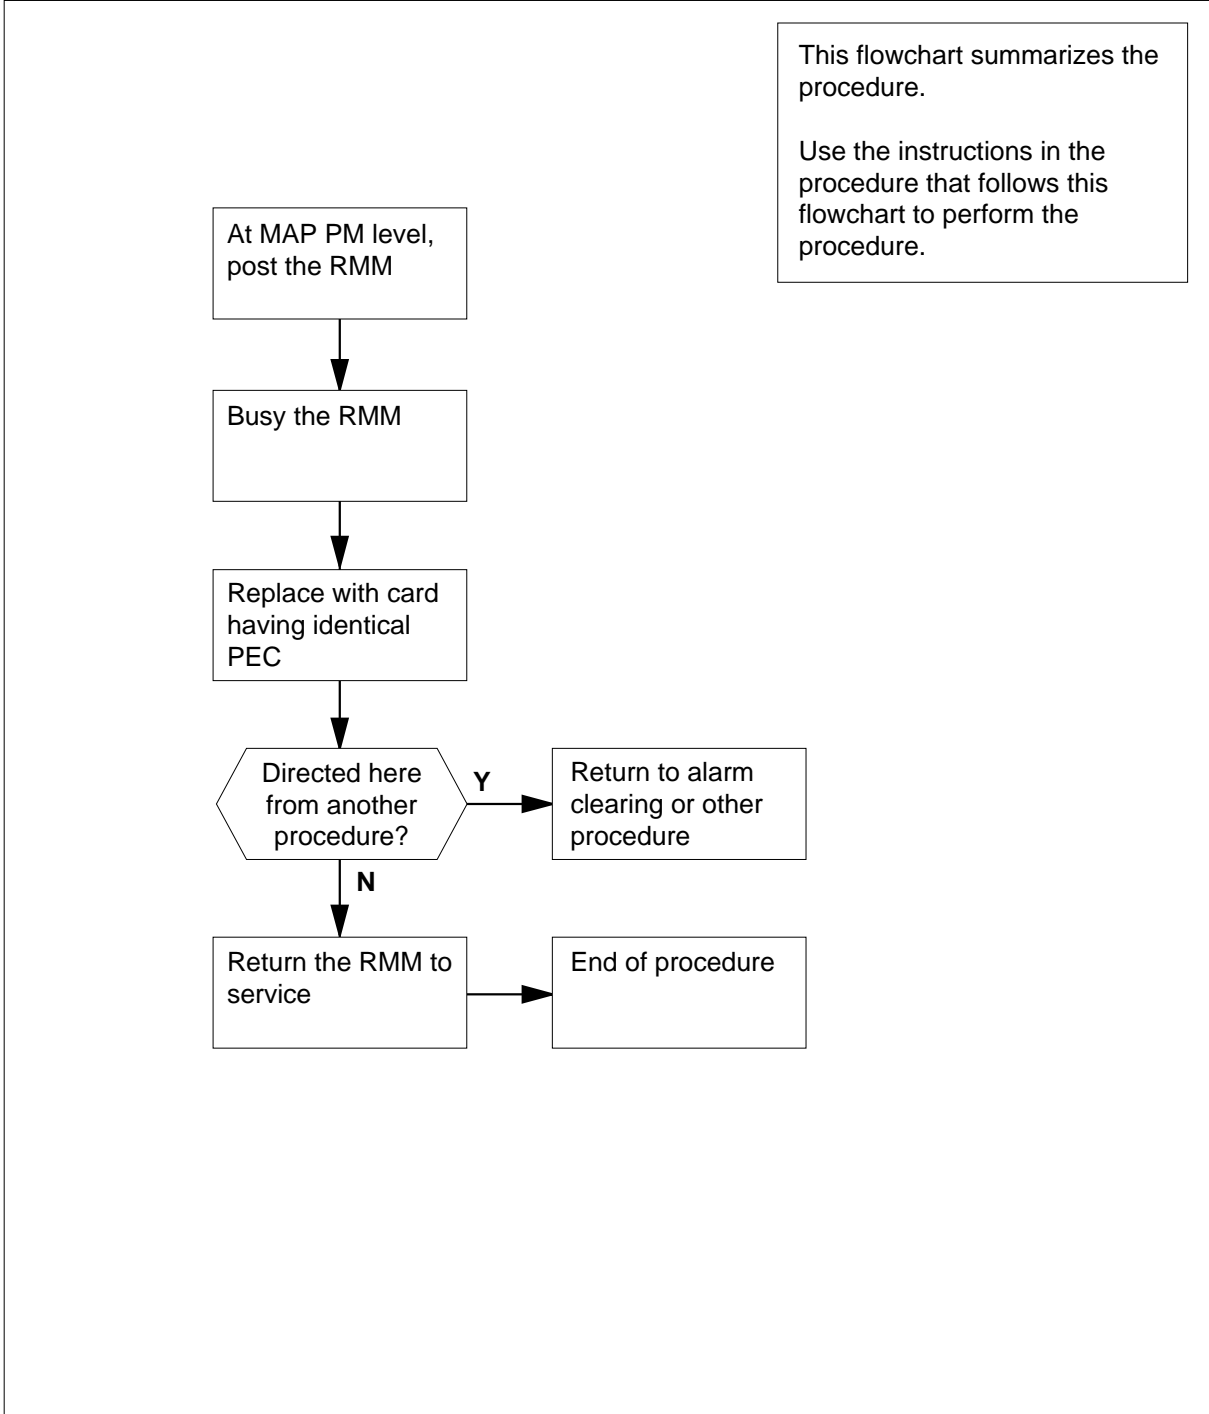 This flowchart summarizes the
procedure.
Use the instructions in the
procedure that follows this
flowchart to perform the
procedure.
At MAP PM level,
post the RMM
Busy the RMM
Replace with card
having identical
PEC
Directed here
from another
procedure?
Y
Return to alarm
clearing or other
procedure
N
Return the RMM to
service
End of procedure